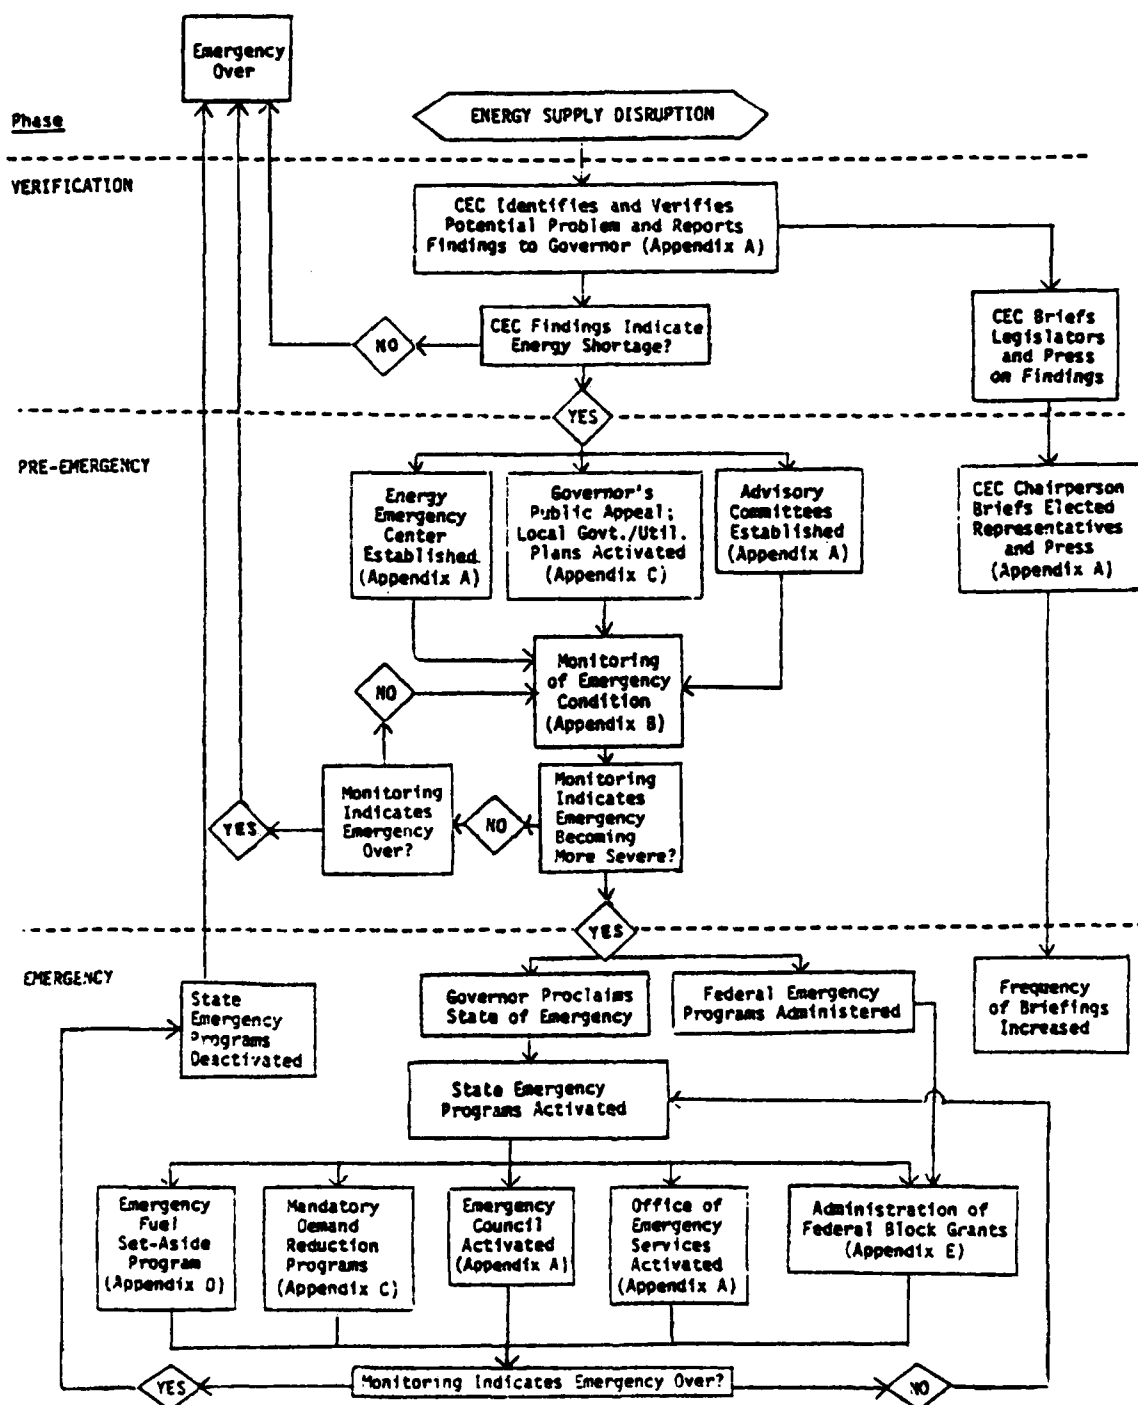 Emergency
Over
Phase
ENERGY SUPPLY DISRUPTION
VERIFICATION
CEC Identifies and Verifies
Potential Problem and Reports
Findings to Governor (Appendix A)
CEC Findings Indicate
Energy Shortage?
NO
CEC Briefs
Legislators
and Press
on Findings
YES
PRE-EMERGENCY
Energy
Emergency
Center
Established
(Appendix A)
Governor's
Public Appeal;
Local Govt./Util.
Plans Activated
(Appendix C)
Advisory
Committees
Established
(Appendix A)
CEC Chairperson
Briefs Elected
Representatives
and Press
(Appendix A)
Monitoring
of Emergency
Condition
(Appendix B)
NO
Monitoring
Indicates
Emergency
Becoming
More Severe?
NO
Monitoring
Indicates
Emergency
Over?
YES
YES
EMERGENCY
State
Emergency
Programs
Deactivated
Governor Proclaims
State of Emergency
Federal Emergency
Programs Administered
Frequency
of Briefings
Increased
State Emergency
Programs Activated
Emergency
Fuel
Set-Aside
Program
(Appendix D)
Mandatory
Demand
Reduction
Programs
(Appendix C)
Emergency
Council
Activated
(Appendix A)
Office of
Emergency
Services
Activated
(Appendix A)
Administration of
Federal Block Grants
(Appendix E)
YES
Monitoring Indicates Emergency Over?
NO